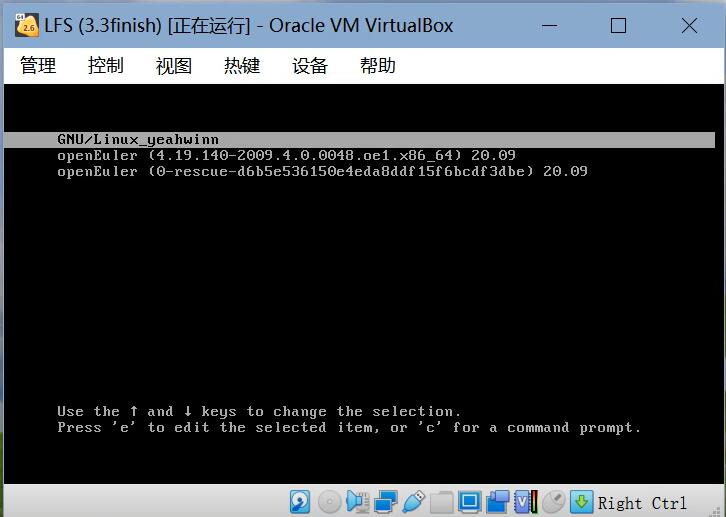 LFS (3.3finish) [正在运行] - Oracle VM VirtualBox
管理 控制 视图 热键 设备 帮助
GNU/Linux_yeahwinn
openEuler (4.19.140-2009.4.0.0048.oe1.x86_64) 20.09
openEuler (0-rescue-d6b5e536150e4eda8ddf15f6bcdf3dbe) 20.09
Use the ↑ and ↓ keys to change the selection.
Press 'e' to edit the selected item, or 'c' for a command prompt.
Right Ctrl